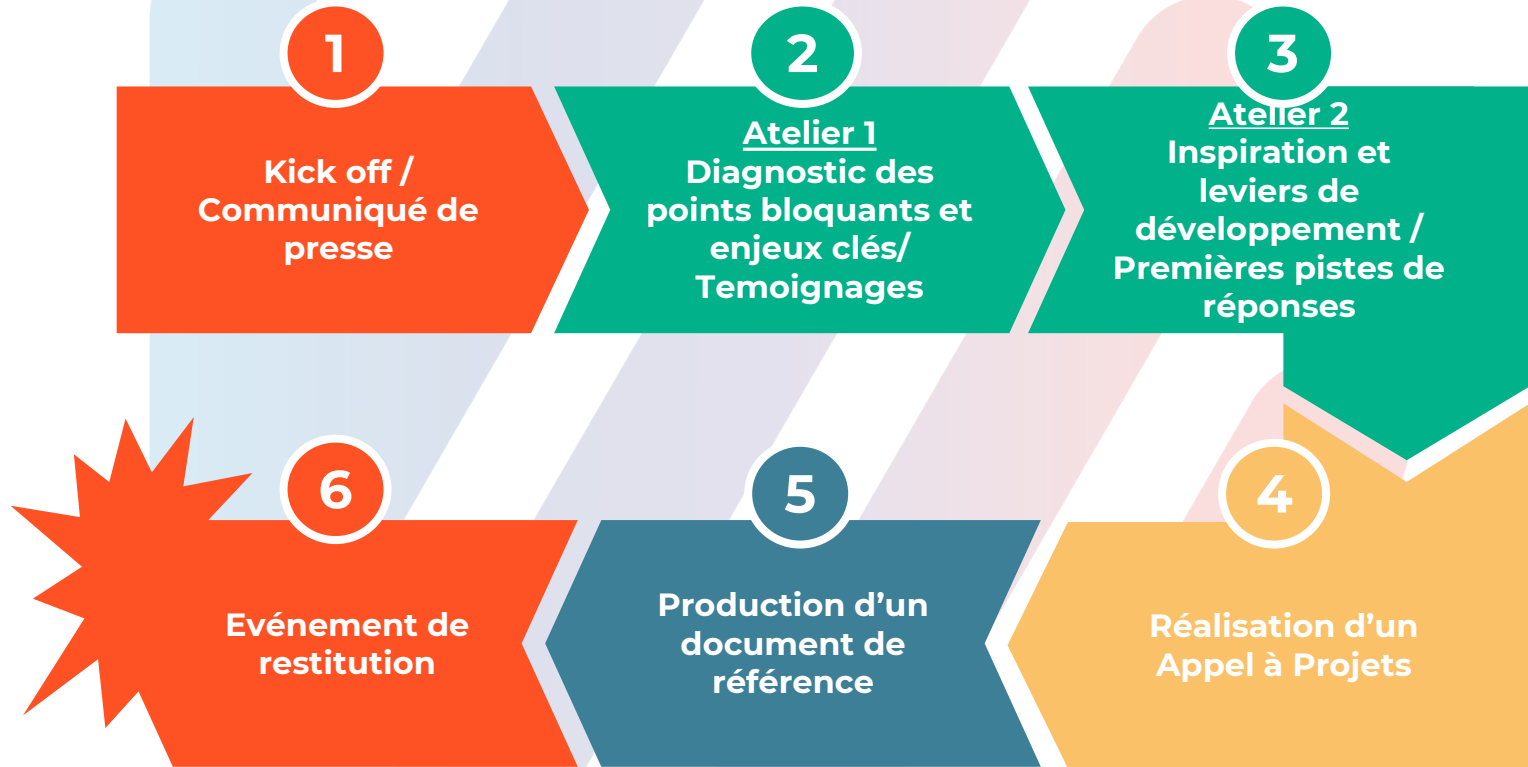 1
Kick off /
Communiqué de
presse
2
Atelier 1
Diagnostic des
points bloquants et
enjeux clés/
Temoignages
3
Atelier 2
Inspiration et
leviers de
développement /
Premières pistes de
réponses
4
Réalisation d’un
Appel à Projets
5
Production d’un
document de
référence
6
Evénement de
restitution